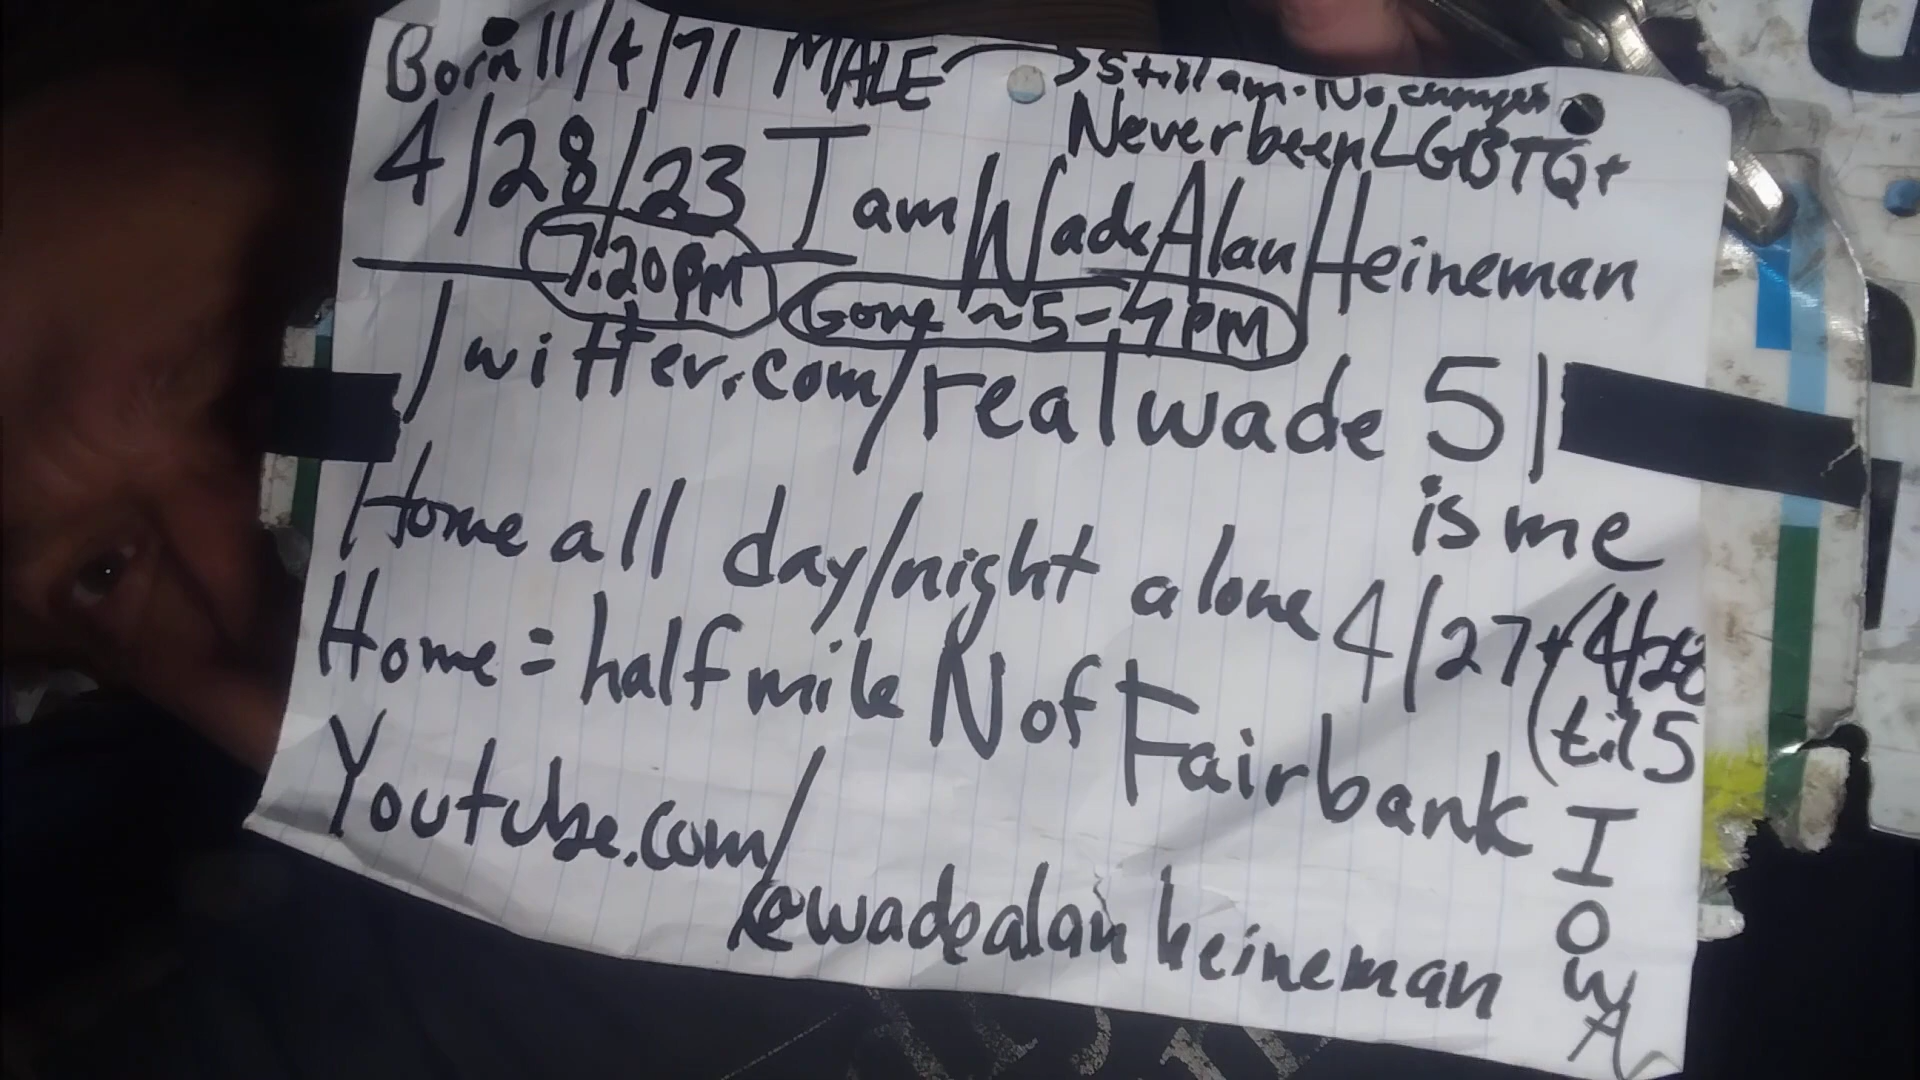 Born 11/4/71 MALE → Still am. No changes
Never been LGBTQ+
4/28/23 I am Wade Alan Heineman
7:20pm Gone ~5-7pm
Twitter.com/realwade51
is me
Home all day/night alone 4/27+(4/28
til 5
Home = half mile N of Fairbank
IOWA
Youtube.com/
@wadealanheineman